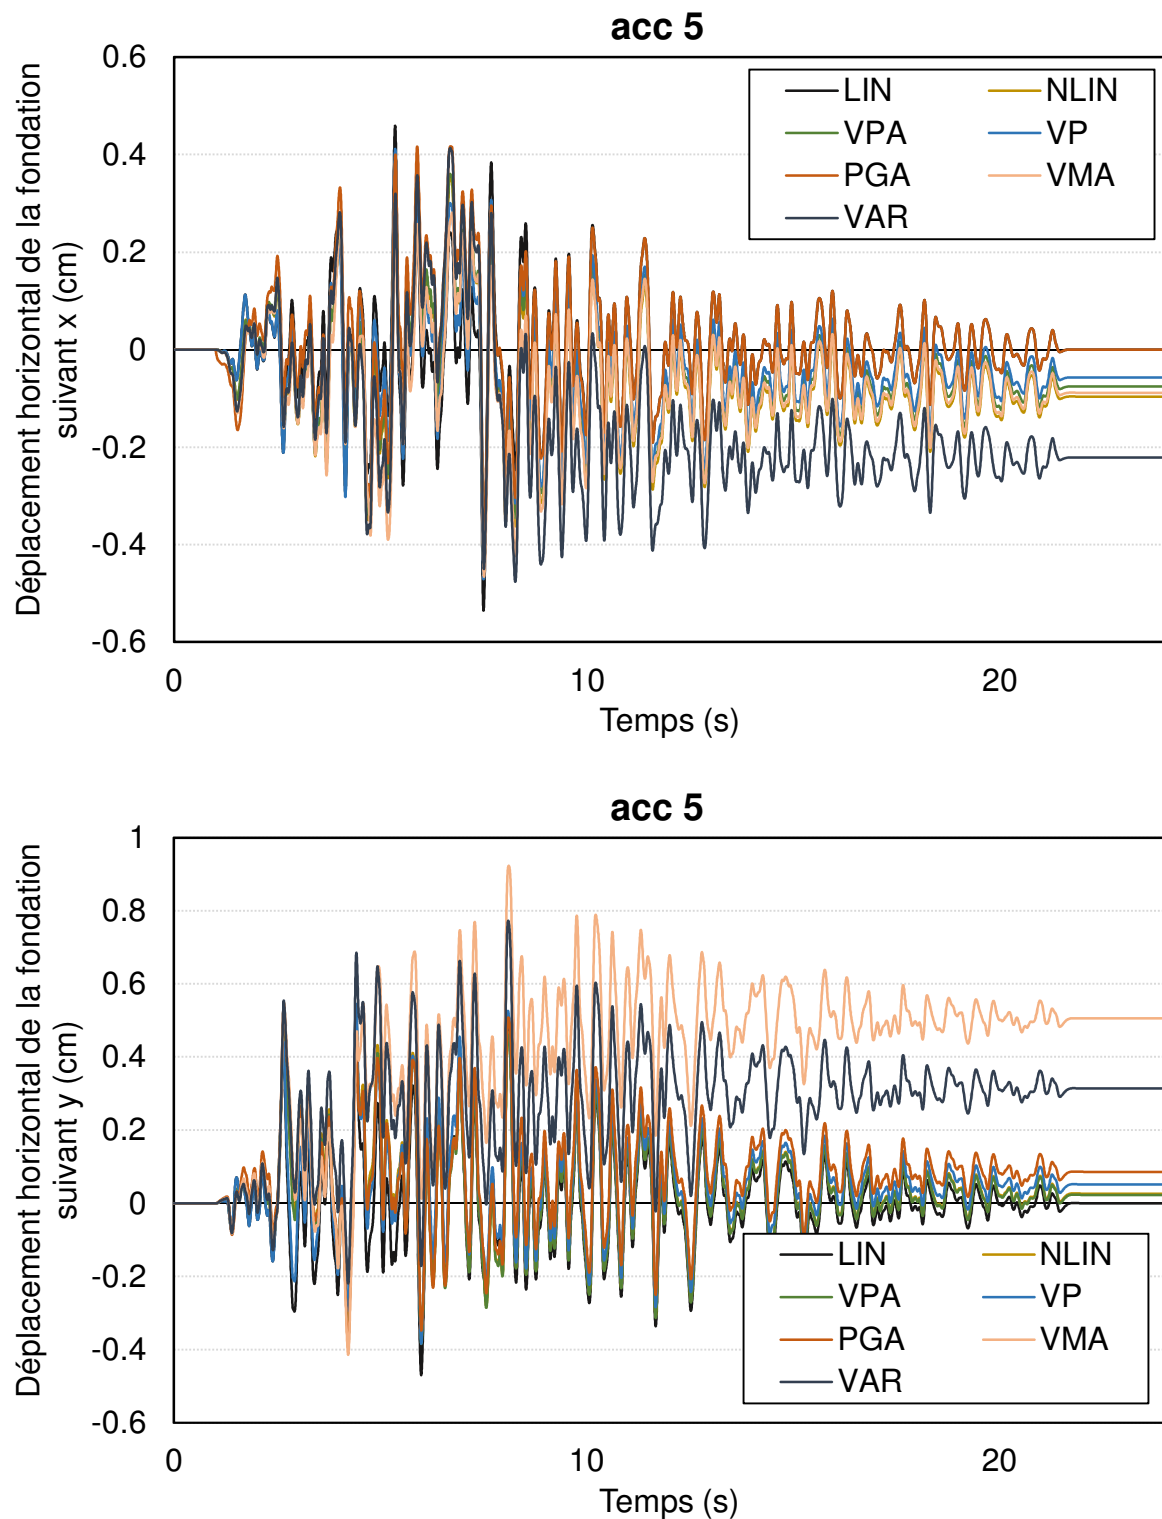 acc 5
Déplacement horizontal de la fondation
suivant x (cm)
0.6
0.4
0.2
0
-0.2
-0.4
-0.6
LIN NLIN
VPA VP
PGA VMA
VAR
0 10 20
Temps (s)
acc 5
Déplacement horizontal de la fondation
suivant y (cm)
1
0.8
0.6
0.4
0.2
0
-0.2
-0.4
-0.6
LIN NLIN
VPA VP
PGA VMA
VAR
0 10 20
Temps (s)